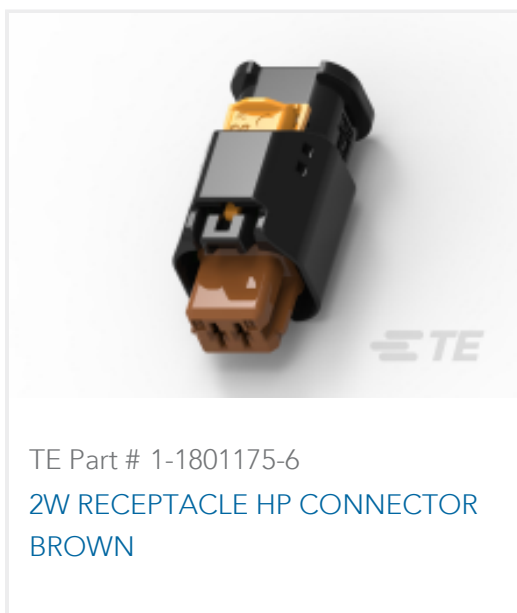 TE
TE Part # 1-1801175-6
2W RECEPTACLE HP CONNECTOR
BROWN